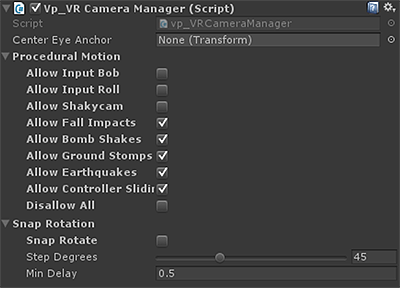 Vp_VR Camera Manager (Script)
Script vp_VRCameraManager
Center Eye Anchor None (Transform)
Procedural Motion
Allow Input Bob
Allow Input Roll
Allow Shakycam
Allow Fall Impacts
Allow Bomb Shakes
Allow Ground Stomps
Allow Earthquakes
Allow Controller Slidin
Disallow All
Snap Rotation
Snap Rotate
Step Degrees 45
Min Delay 0.5